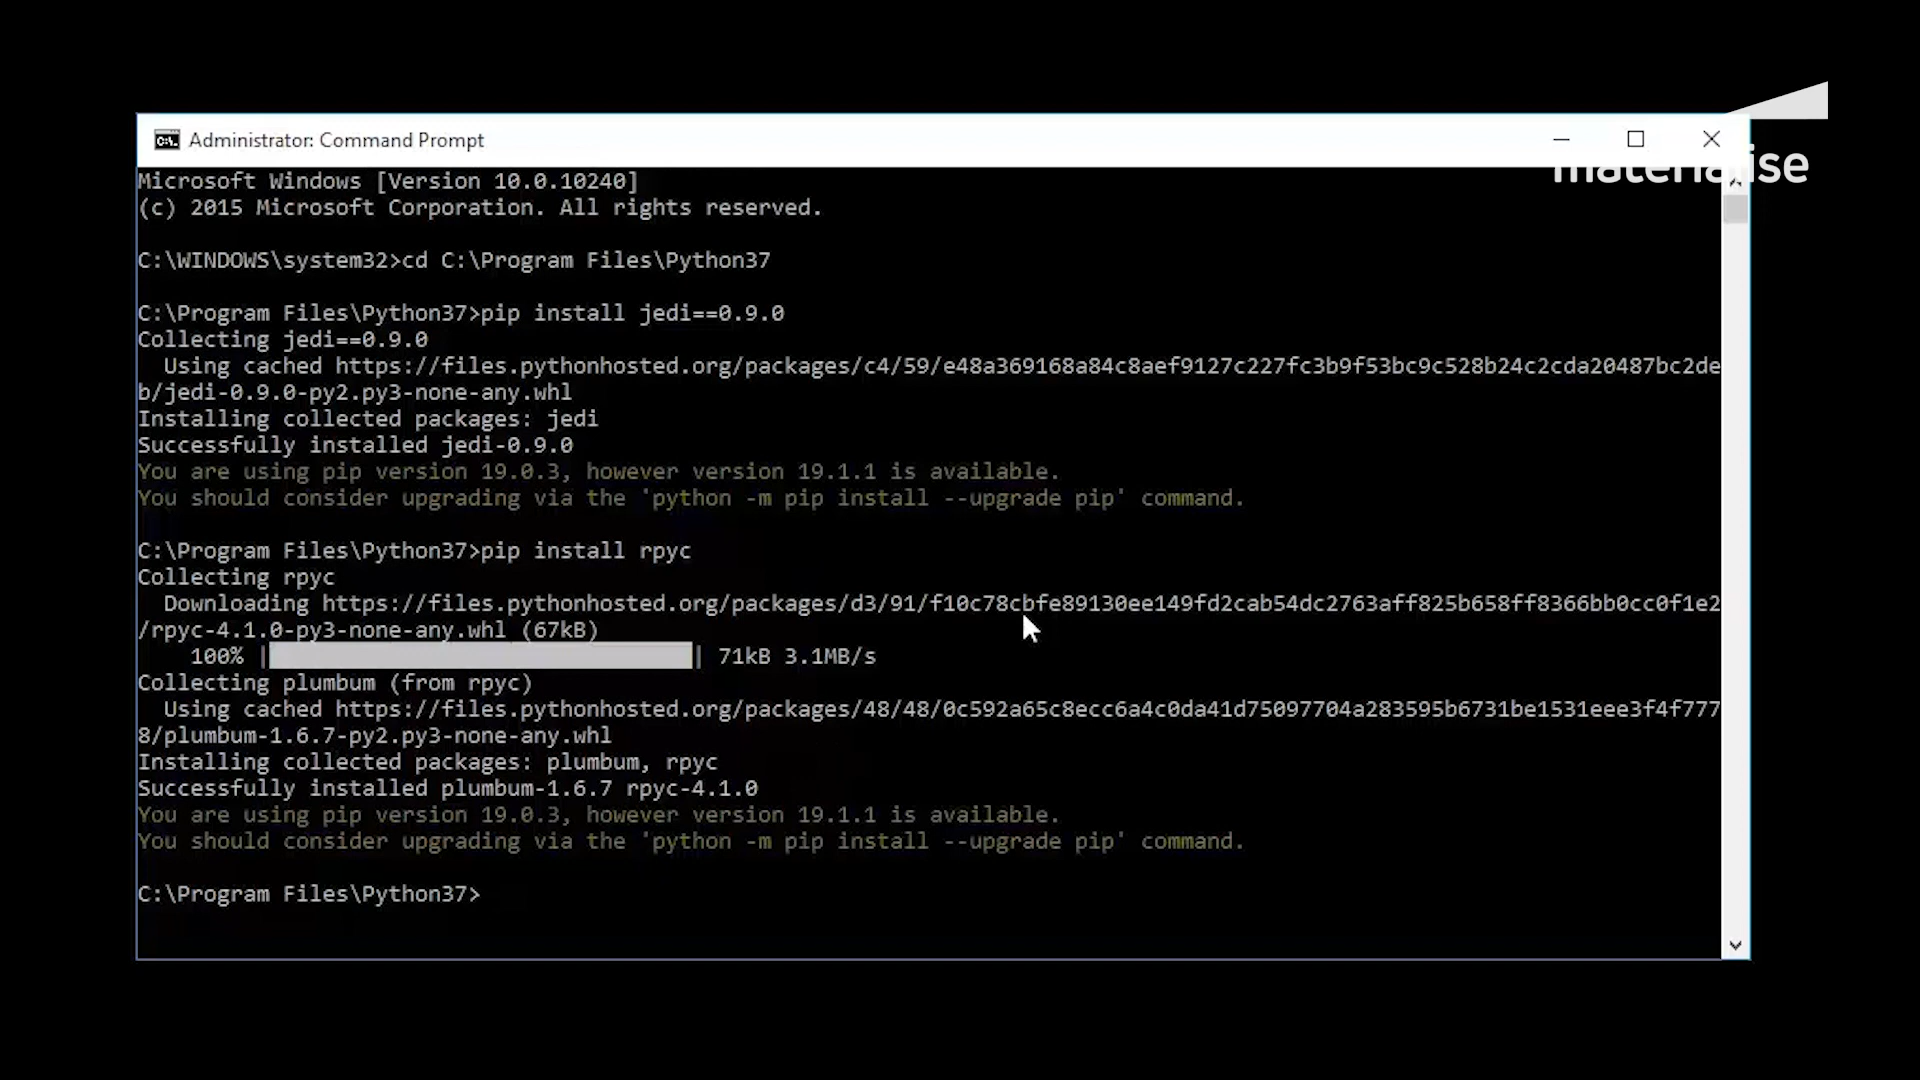 Administrator: Command Prompt
materialise
Microsoft Windows [Version 10.0.10240]
(c) 2015 Microsoft Corporation. All rights reserved.
C:\WINDOWS\system32>cd C:\Program Files\Python37
C:\Program Files\Python37>pip install jedi==0.9.0
Collecting jedi==0.9.0
Using cached https://files.pythonhosted.org/packages/c4/59/e48a369168a84c8aef9127c227fc3b9f53bc9c528b24c2cda20487bc2de
b/jedi-0.9.0-py2.py3-none-any.whl
Installing collected packages: jedi
Successfully installed jedi-0.9.0
You are using pip version 19.0.3, however version 19.1.1 is available.
You should consider upgrading via the 'python -m pip install --upgrade pip' command.
C:\Program Files\Python37>pip install rpyc
Collecting rpyc
Downloading https://files.pythonhosted.org/packages/d3/91/f10c78cbfe89130ee149fd2cab54dc2763aff825b658ff8366bb0cc0f1e2
/rpyc-4.1.0-py3-none-any.whl (67kB)
100% | | 71kB 3.1MB/s
Collecting plumbum (from rpyc)
Using cached https://files.pythonhosted.org/packages/48/48/0c592a65c8ecc6a4c0da41d75097704a283595b6731be1531eee3f4f777
8/plumbum-1.6.7-py2.py3-none-any.whl
Installing collected packages: plumbum, rpyc
Successfully installed plumbum-1.6.7 rpyc-4.1.0
You are using pip version 19.0.3, however version 19.1.1 is available.
You should consider upgrading via the 'python -m pip install --upgrade pip' command.
C:\Program Files\Python37>